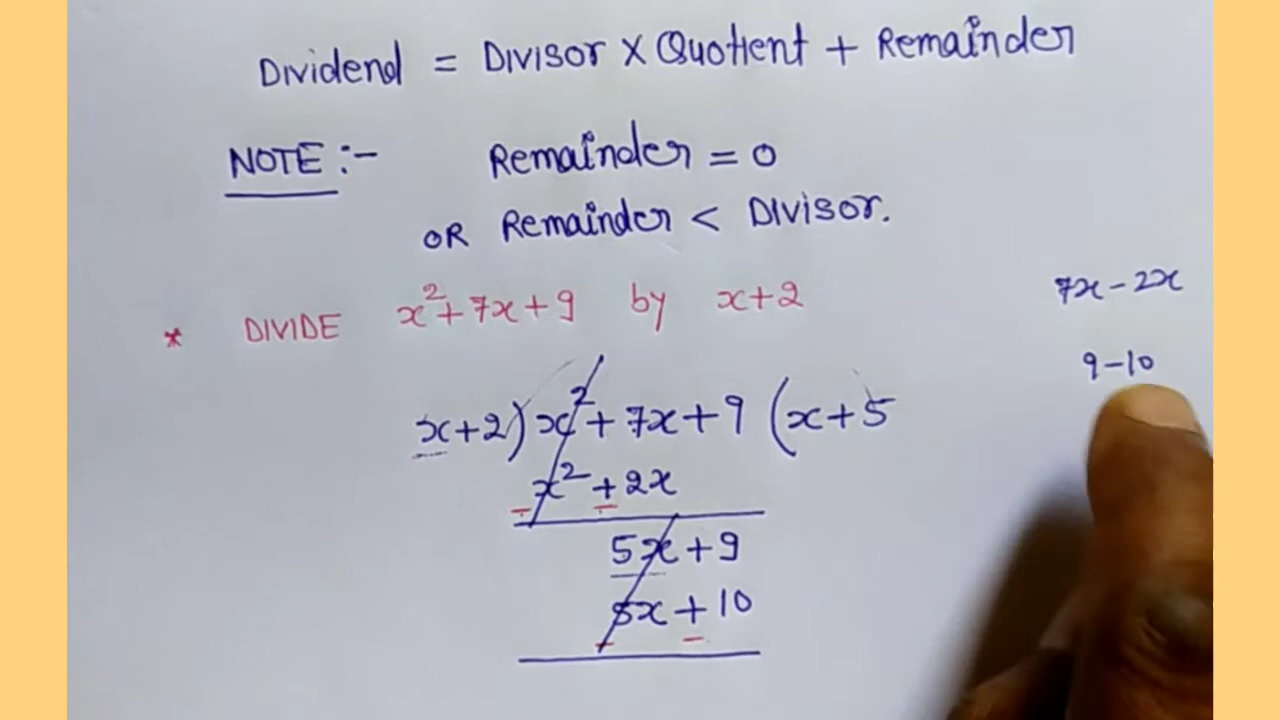 Dividend = Divisor × Quotient + Remainder
NOTE :- Remainder = 0
OR Remainder < Divisor.
* DIVIDE x² + 7x + 9 by x + 2
7x - 2x
9 - 10
x + 2) x² + 7x + 9 (x + 5
x² + 2x
- -
5x + 9
5x + 10
- -